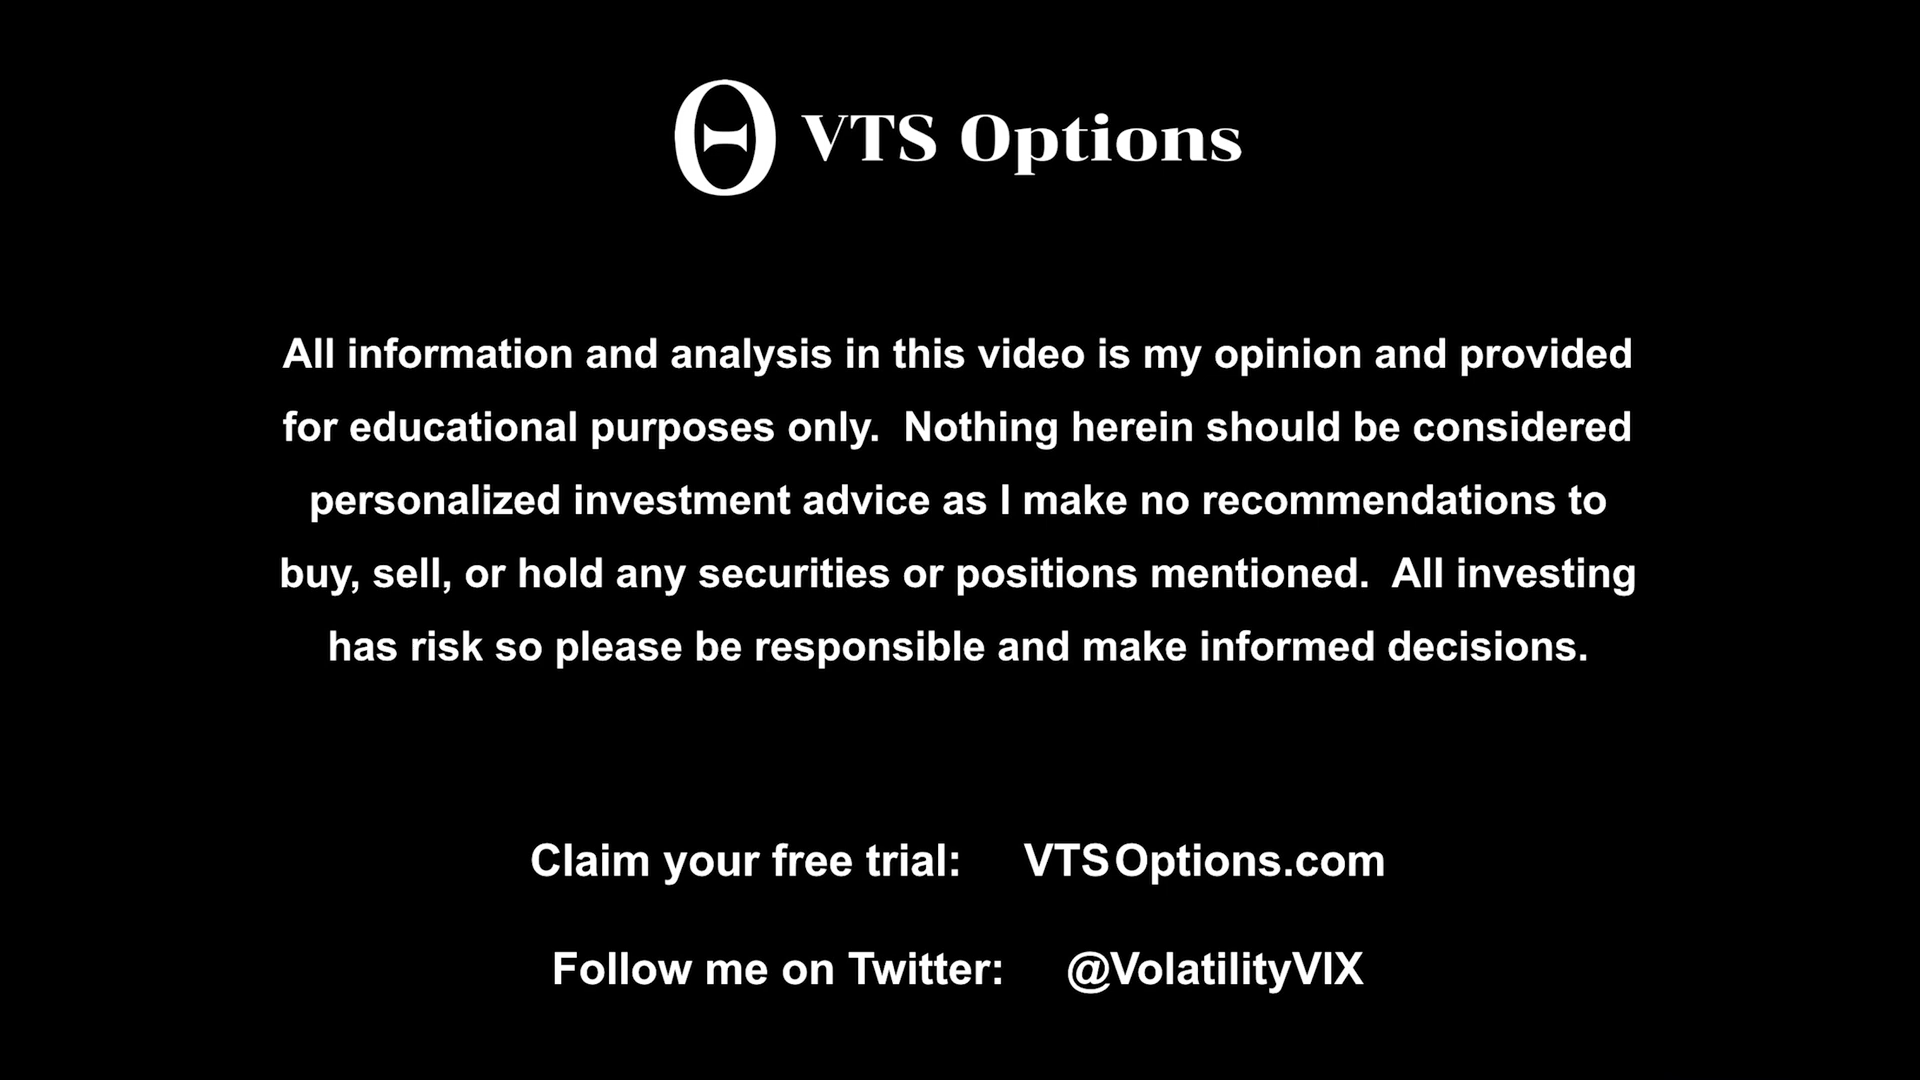 Θ VTS Options
All information and analysis in this video is my opinion and provided
for educational purposes only.  Nothing herein should be considered
personalized investment advice as I make no recommendations to
buy, sell, or hold any securities or positions mentioned.  All investing
has risk so please be responsible and make informed decisions.
Claim your free trial: VTSOptions.com
Follow me on Twitter: @VolatilityVIX